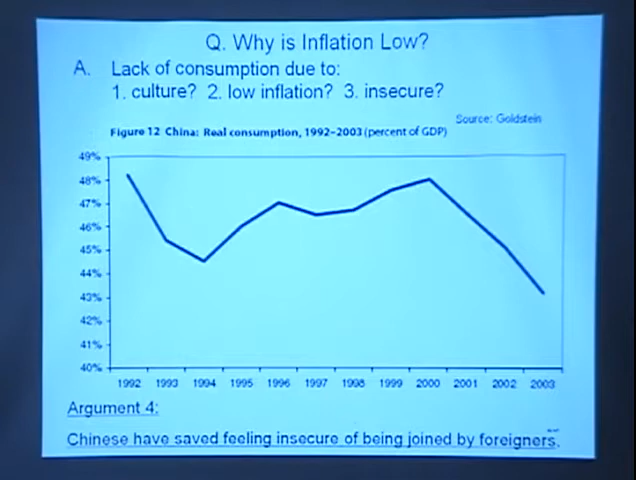 Q. Why is Inflation Low?
A. Lack of consumption due to:
1. culture? 2. low inflation? 3. insecure?
Source: Goldstein
Figure 12 China: Real consumption, 1992–2003 (percent of GDP)
49%
48%
47%
46%
45%
44%
43%
42%
41%
40%
1992 1993 1994 1995 1996 1997 1998 1999 2000 2001 2002 2003
Argument 4:
Chinese have saved feeling insecure of being joined by foreigners.